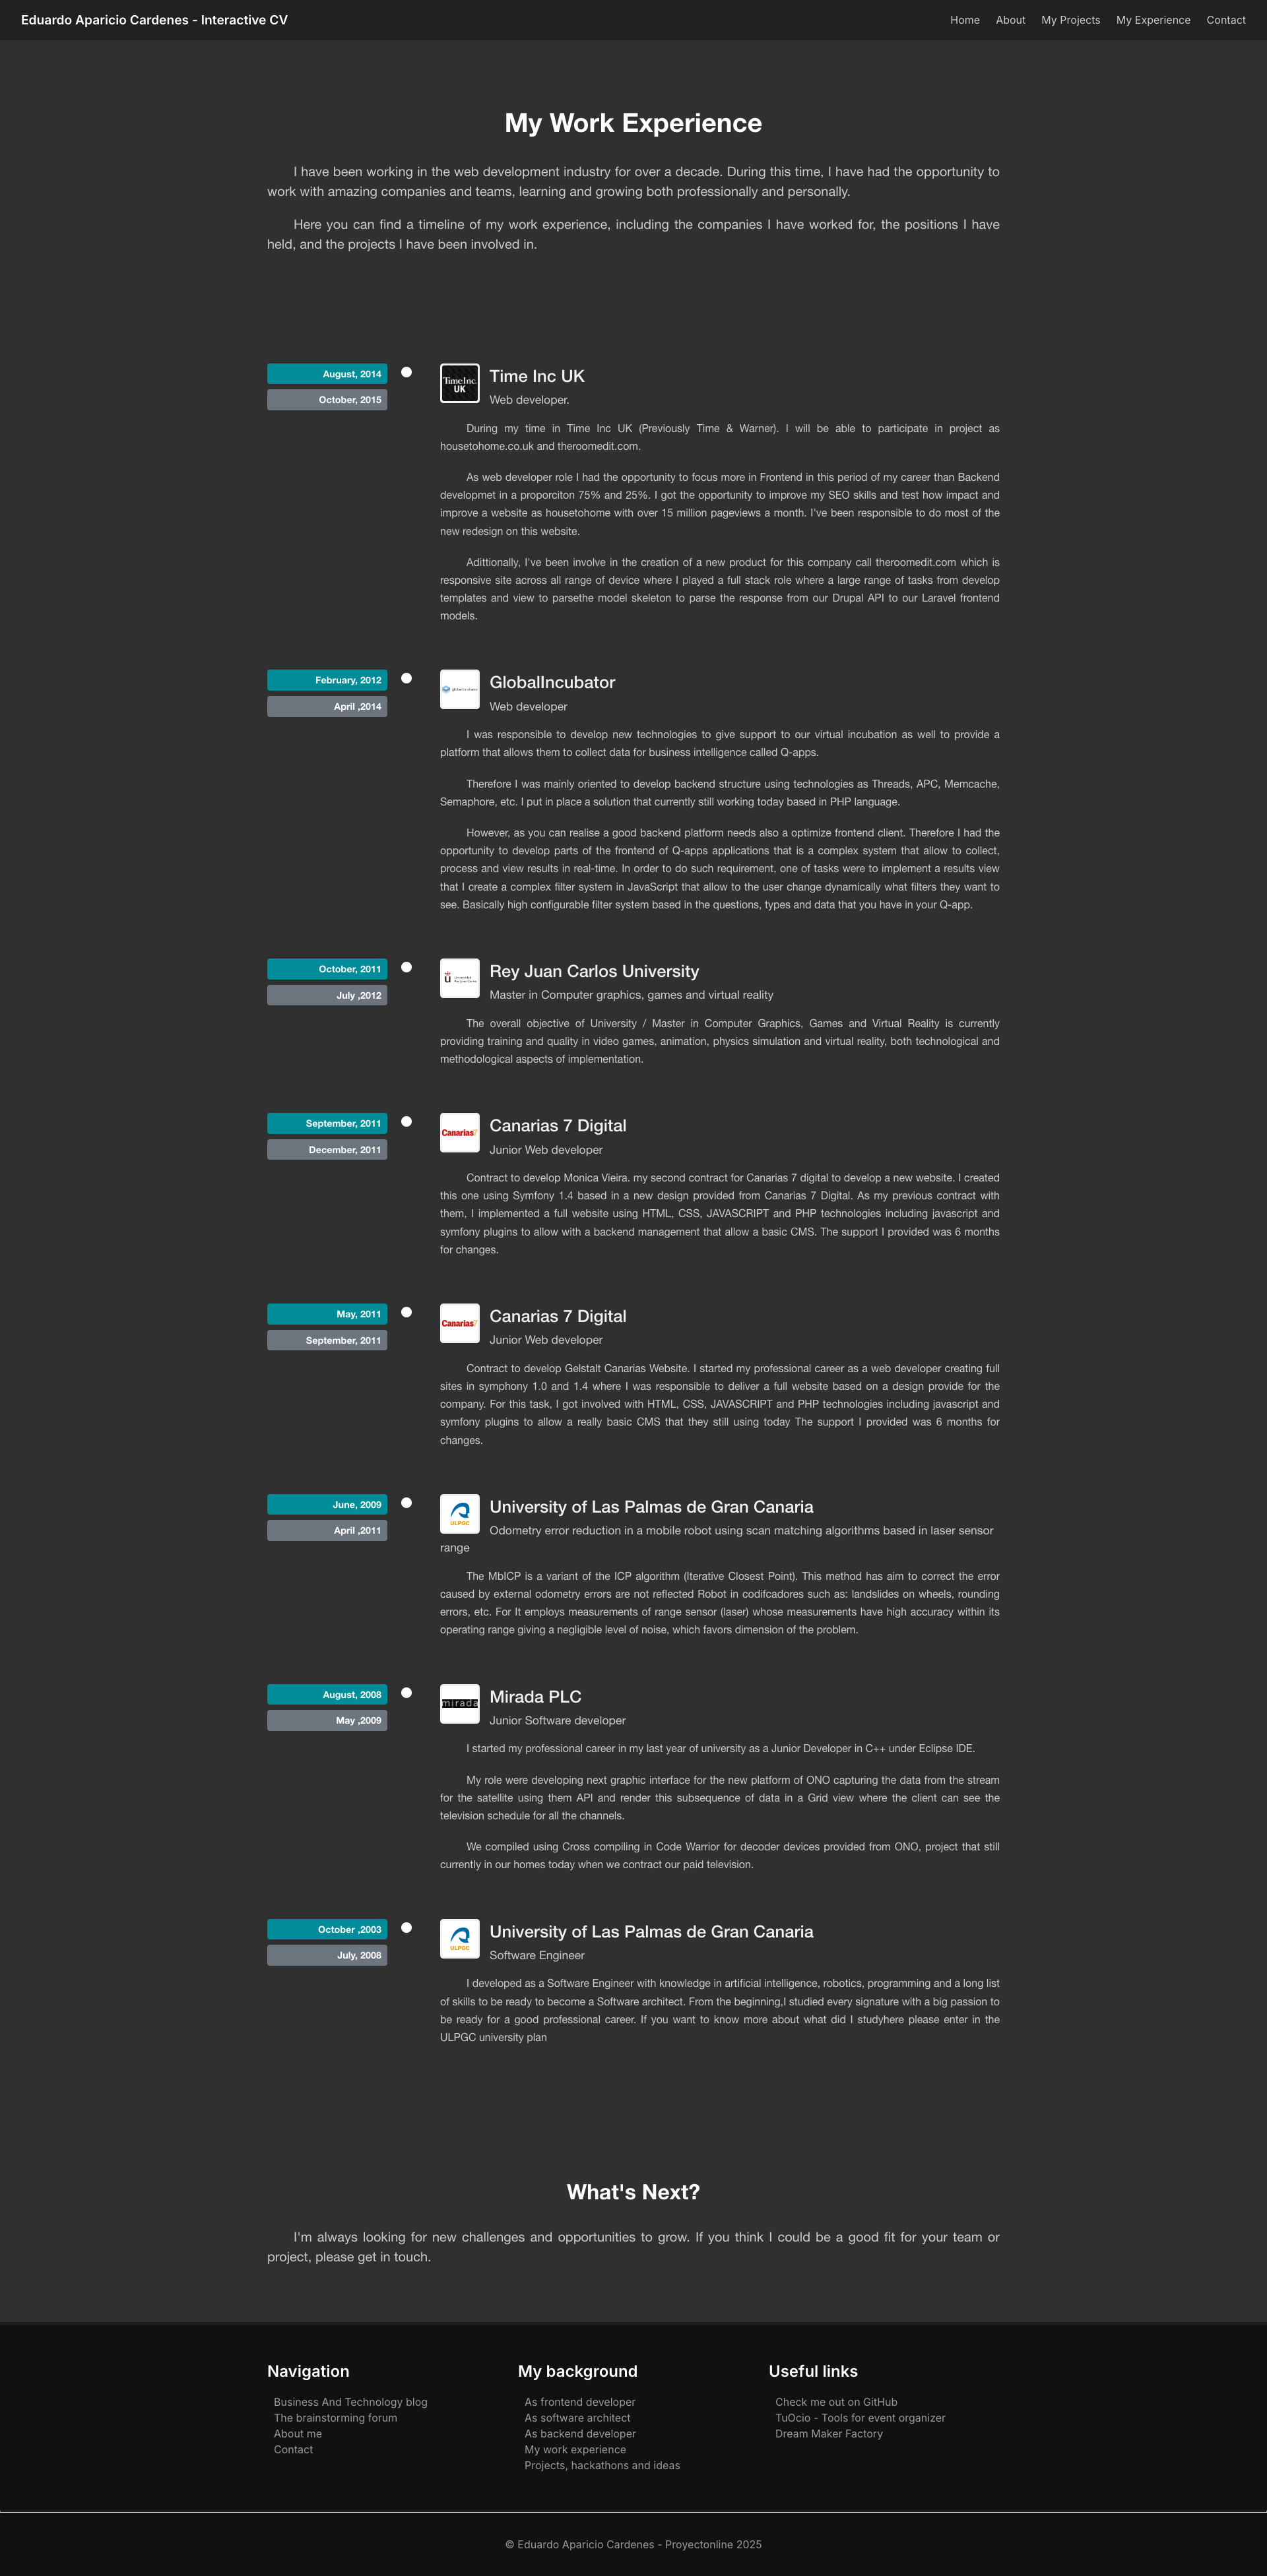 Eduardo Aparicio Cardenes - Interactive CV
Home About My Projects My Experience Contact
My Work Experience
I have been working in the web development industry for over a decade. During this time, I have had the opportunity to
work with amazing companies and teams, learning and growing both professionally and personally.
Here you can find a timeline of my work experience, including the companies I have worked for, the positions I have
held, and the projects I have been involved in.
August, 2014
October, 2015
Time Inc.
UK
Time Inc UK
Web developer.
During my time in Time Inc UK (Previously Time & Warner). I will be able to participate in project as
housetohome.co.uk and theroomedit.com.
As web developer role I had the opportunity to focus more in Frontend in this period of my career than Backend
developmet in a proporciton 75% and 25%. I got the opportunity to improve my SEO skills and test how impact and
improve a website as housetohome with over 15 million pageviews a month. I've been responsible to do most of the
new redesign on this website.
Adittionally, I've been involve in the creation of a new product for this company call theroomedit.com which is
responsive site across all range of device where I played a full stack role where a large range of tasks from develop
templates and view to parsethe model skeleton to parse the response from our Drupal API to our Laravel frontend
models.
February, 2012
April ,2014
GlobalIncubator
Web developer
I was responsible to develop new technologies to give support to our virtual incubation as well to provide a
platform that allows them to collect data for business intelligence called Q-apps.
Therefore I was mainly oriented to develop backend structure using technologies as Threads, APC, Memcache,
Semaphore, etc. I put in place a solution that currently still working today based in PHP language.
However, as you can realise a good backend platform needs also a optimize frontend client. Therefore I had the
opportunity to develop parts of the frontend of Q-apps applications that is a complex system that allow to collect,
process and view results in real-time. In order to do such requirement, one of tasks were to implement a results view
that I create a complex filter system in JavaScript that allow to the user change dynamically what filters they want to
see. Basically high configurable filter system based in the questions, types and data that you have in your Q-app.
October, 2011
July ,2012
Rey Juan Carlos University
Master in Computer graphics, games and virtual reality
The overall objective of University / Master in Computer Graphics, Games and Virtual Reality is currently
providing training and quality in video games, animation, physics simulation and virtual reality, both technological and
methodological aspects of implementation.
September, 2011
December, 2011
Canarias7
Canarias 7 Digital
Junior Web developer
Contract to develop Monica Vieira. my second contract for Canarias 7 digital to develop a new website. I created
this one using Symfony 1.4 based in a new design provided from Canarias 7 Digital. As my previous contract with
them, I implemented a full website using HTML, CSS, JAVASCRIPT and PHP technologies including javascript and
symfony plugins to allow with a backend management that allow a basic CMS. The support I provided was 6 months
for changes.
May, 2011
September, 2011
Canarias7
Canarias 7 Digital
Junior Web developer
Contract to develop Gelstalt Canarias Website. I started my professional career as a web developer creating full
sites in symphony 1.0 and 1.4 where I was responsible to deliver a full website based on a design provide for the
company. For this task, I got involved with HTML, CSS, JAVASCRIPT and PHP technologies including javascript and
symfony plugins to allow a really basic CMS that they still using today The support I provided was 6 months for
changes.
June, 2009
April ,2011
ULPGC
University of Las Palmas de Gran Canaria
Odometry error reduction in a mobile robot using scan matching algorithms based in laser sensor
range
The MbICP is a variant of the ICP algorithm (Iterative Closest Point). This method has aim to correct the error
caused by external odometry errors are not reflected Robot in codifcadores such as: landslides on wheels, rounding
errors, etc. For It employs measurements of range sensor (laser) whose measurements have high accuracy within its
operating range giving a negligible level of noise, which favors dimension of the problem.
August, 2008
May ,2009
mirada
Mirada PLC
Junior Software developer
I started my professional career in my last year of university as a Junior Developer in C++ under Eclipse IDE.
My role were developing next graphic interface for the new platform of ONO capturing the data from the stream
for the satellite using them API and render this subsequence of data in a Grid view where the client can see the
television schedule for all the channels.
We compiled using Cross compiling in Code Warrior for decoder devices provided from ONO, project that still
currently in our homes today when we contract our paid television.
October ,2003
July, 2008
ULPGC
University of Las Palmas de Gran Canaria
Software Engineer
I developed as a Software Engineer with knowledge in artificial intelligence, robotics, programming and a long list
of skills to be ready to become a Software architect. From the beginning,I studied every signature with a big passion to
be ready for a good professional career. If you want to know more about what did I studyhere please enter in the
ULPGC university plan
What's Next?
I'm always looking for new challenges and opportunities to grow. If you think I could be a good fit for your team or
project, please get in touch.
Navigation
Business And Technology blog
The brainstorming forum
About me
Contact
My background
As frontend developer
As software architect
As backend developer
My work experience
Projects, hackathons and ideas
Useful links
Check me out on GitHub
TuOcio - Tools for event organizer
Dream Maker Factory
© Eduardo Aparicio Cardenes - Proyectonline 2025